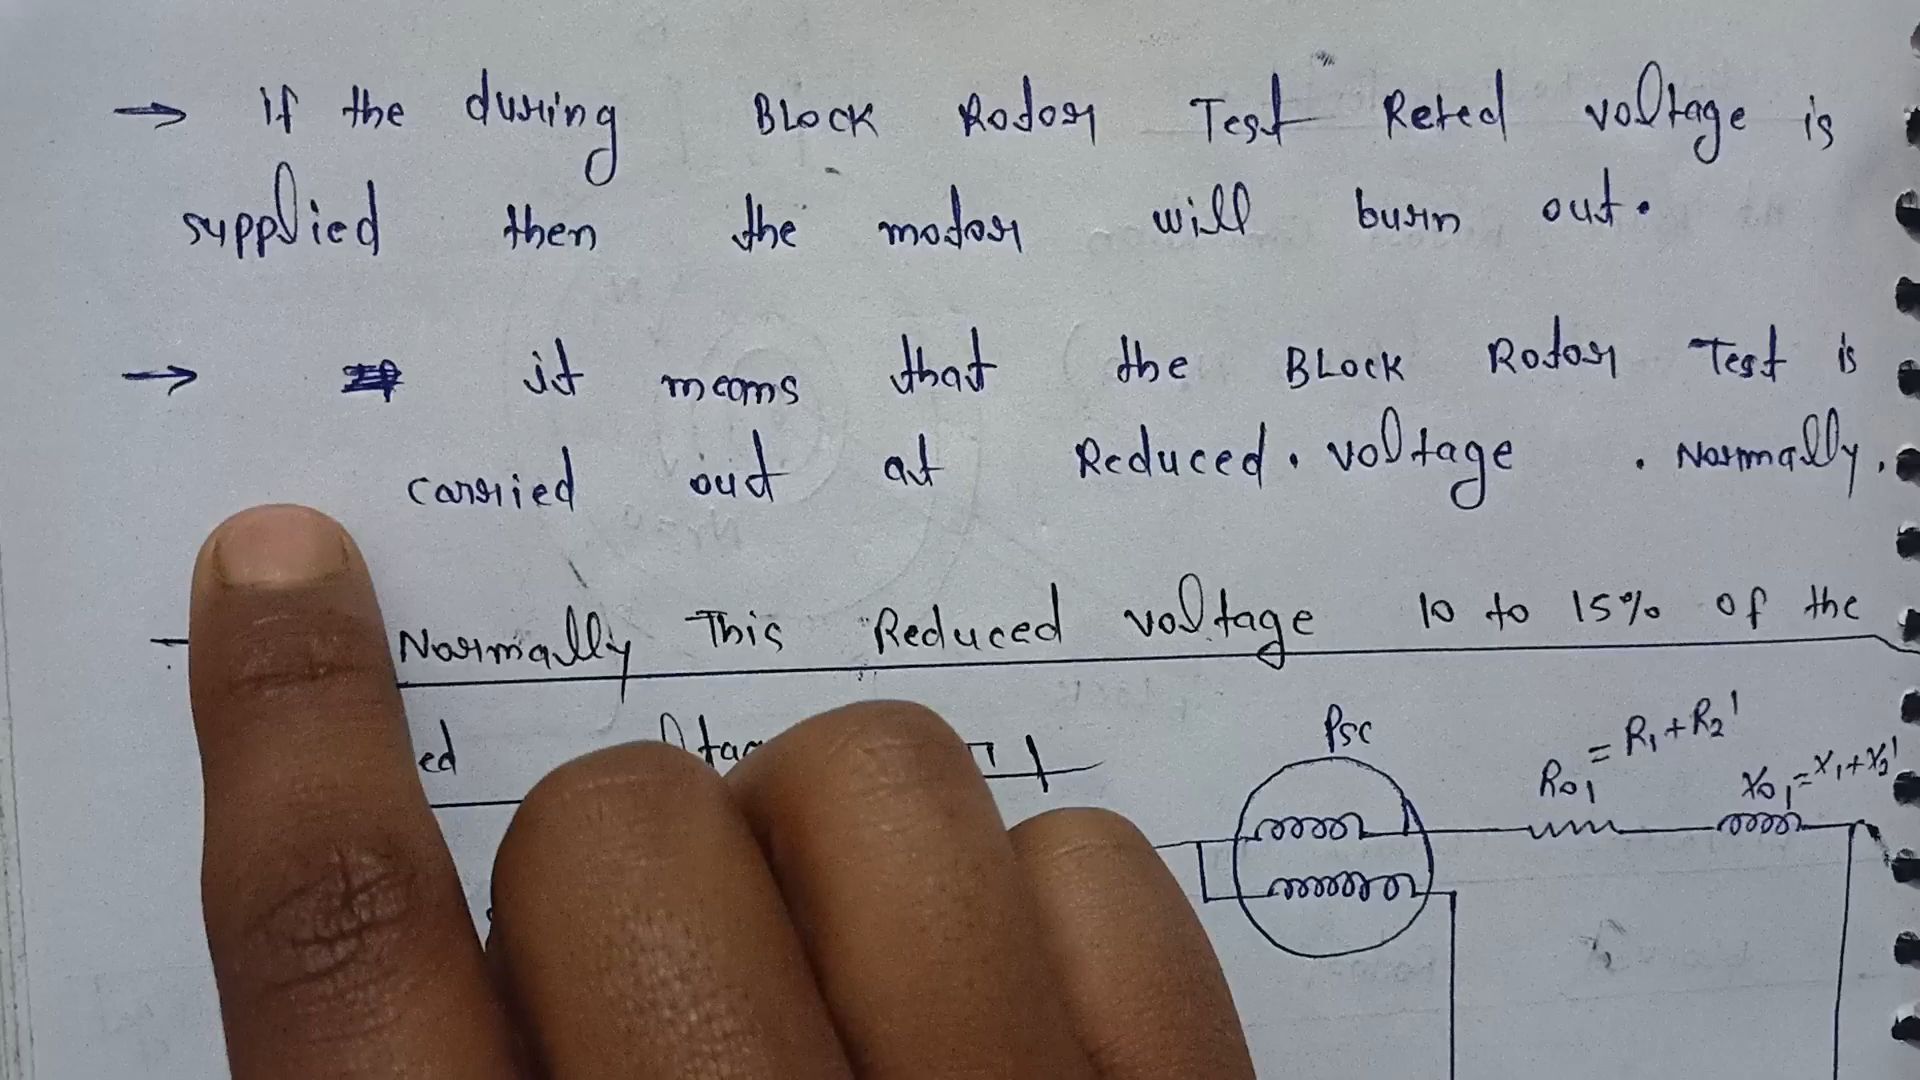 → If the during BLOCK Rotor Test Reted voltage is
supplied then the motor will burn out.
→ it means that the BLOCK Rotor Test is
carried out at Reduced. voltage . Normally.
Normally This Reduced voltage 10 to 15% of the
ed
Psc
R01 = R1+R2'
X01 = X1+X2'